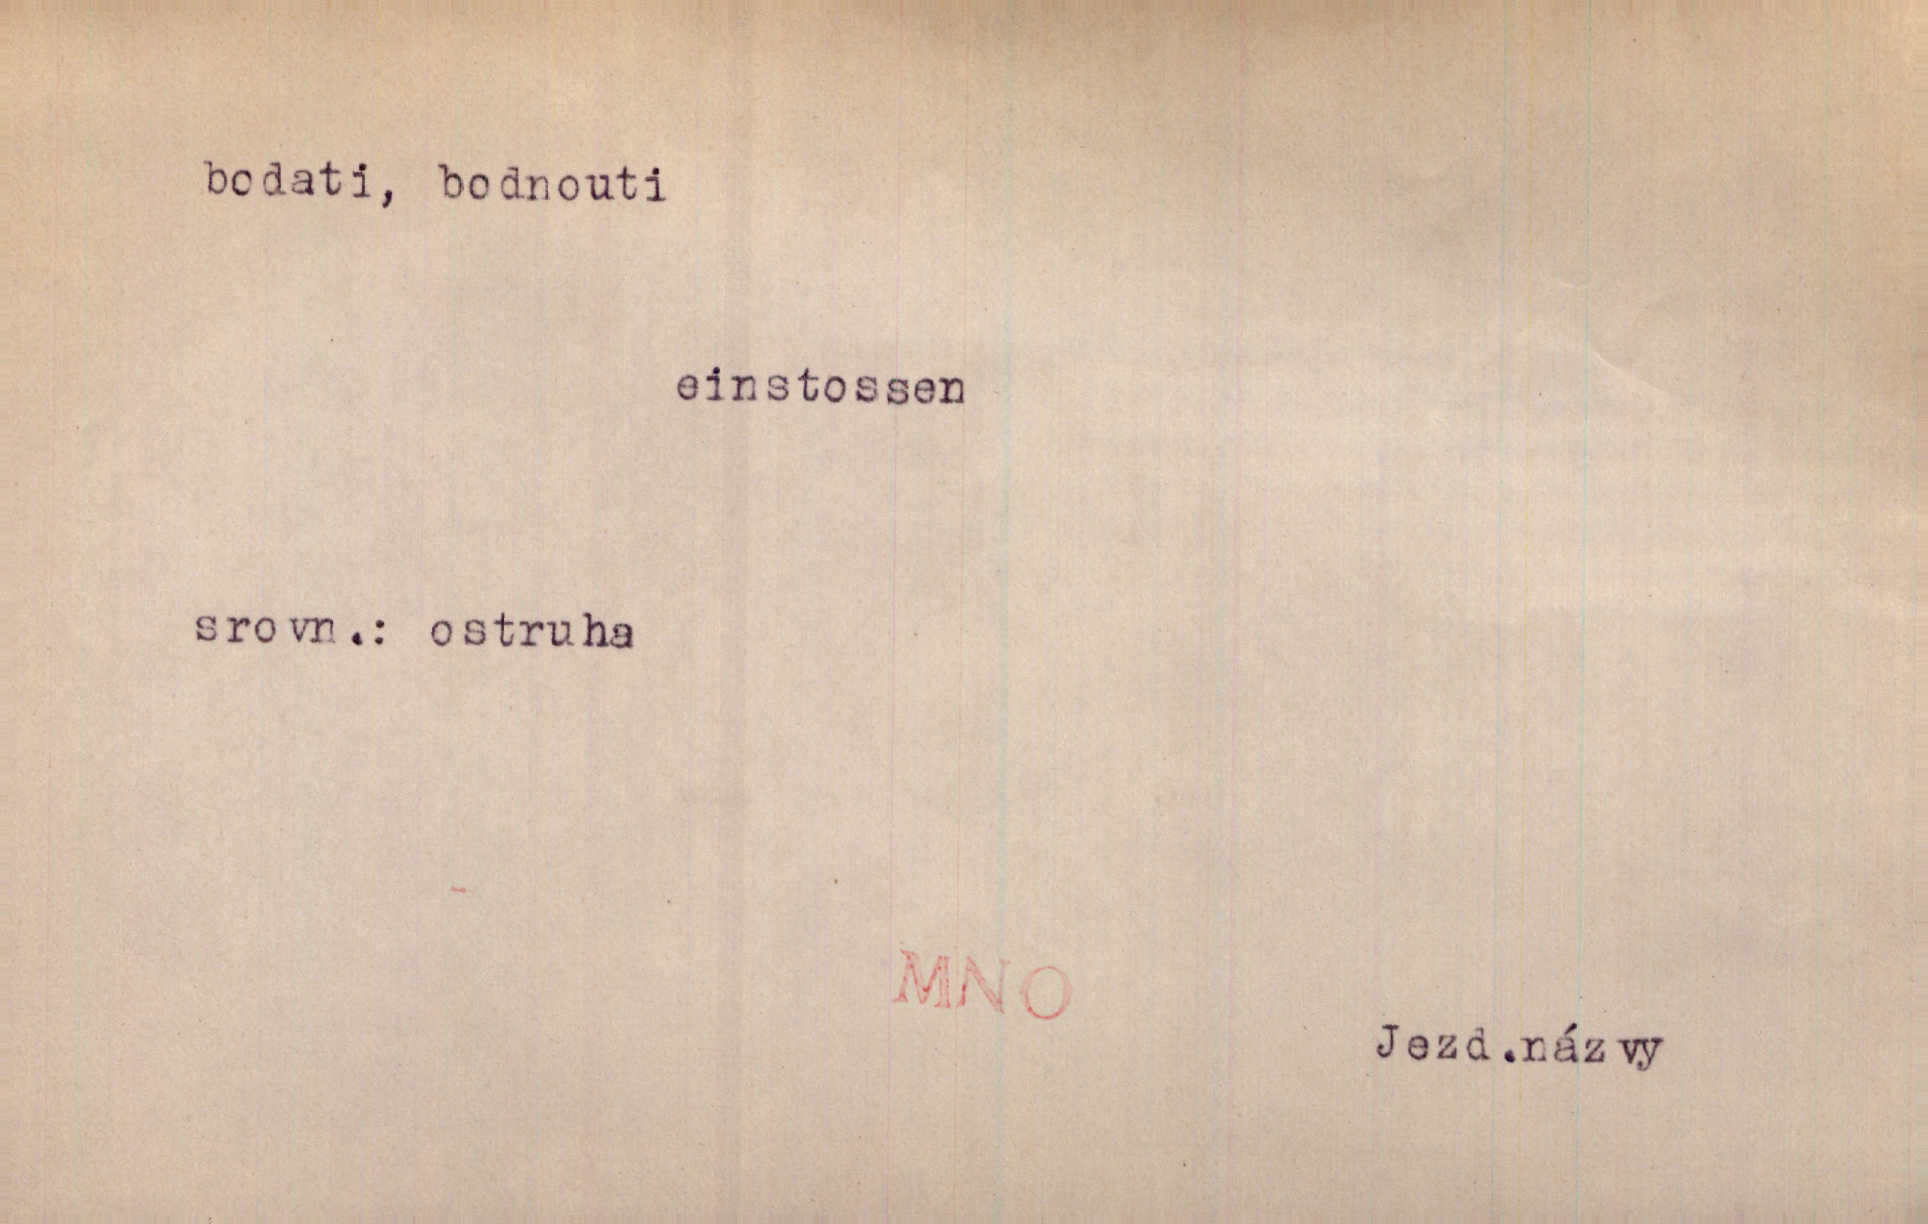 bodati, bodnouti
einstossen
srovn.: ostruha
MNO
Jezd.názvy